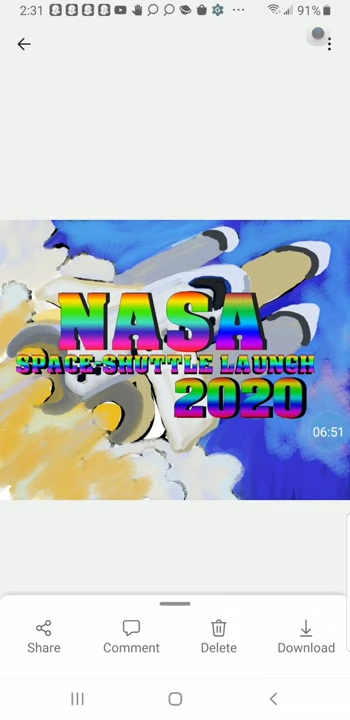 2:31
91%
NASA
SPACE-SHUTTLE LAUNCH
2020
06:51
Share
Comment
Delete
Download